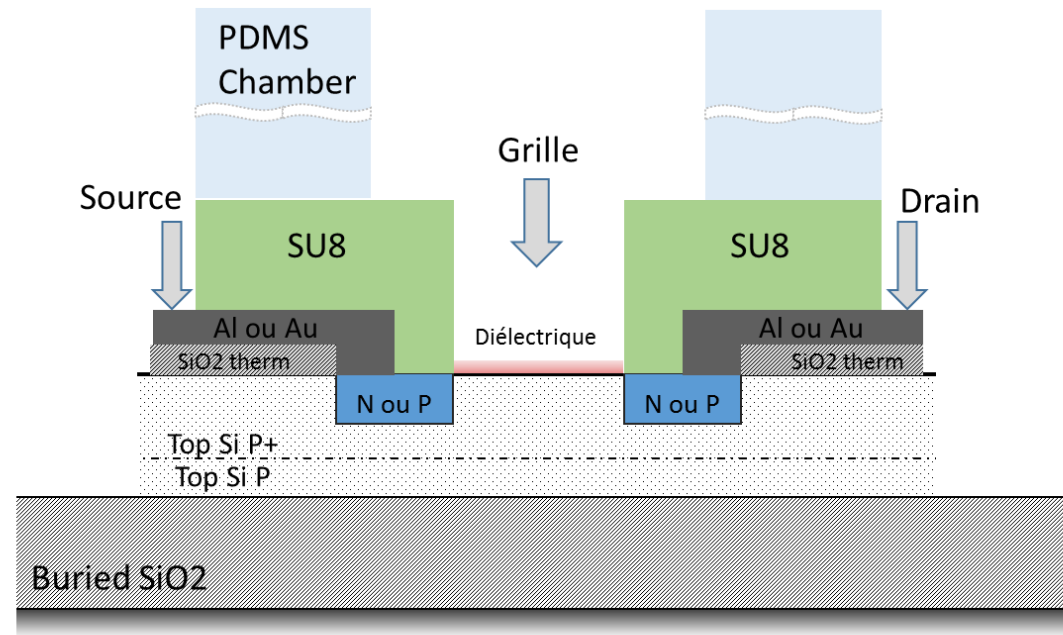 PDMS
Chamber
Grille
Source
Drain
SU8
SU8
Al ou Au
Al ou Au
Diélectrique
SiO2 therm
SiO2 therm
N ou P
N ou P
Top Si P+
Top Si P
Buried SiO2